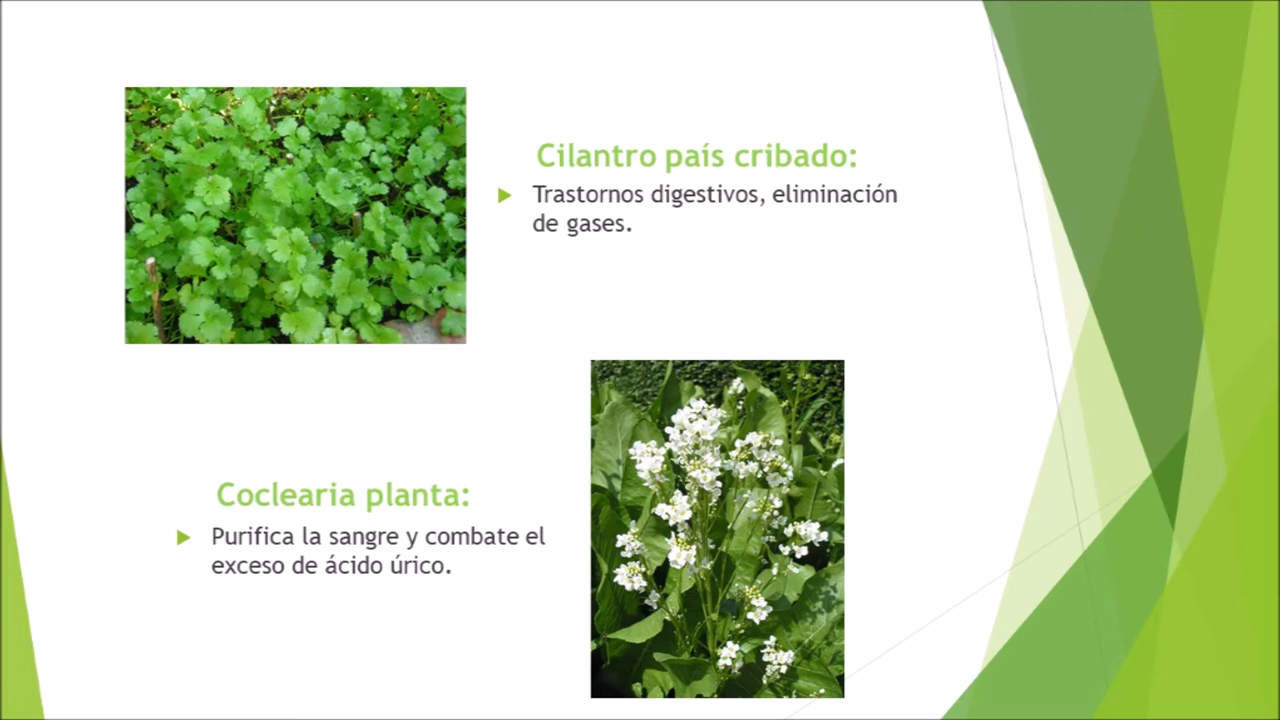 Cilantro país cribado:
Trastornos digestivos, eliminación
de gases.
Coclearia planta:
Purifica la sangre y combate el
exceso de ácido úrico.